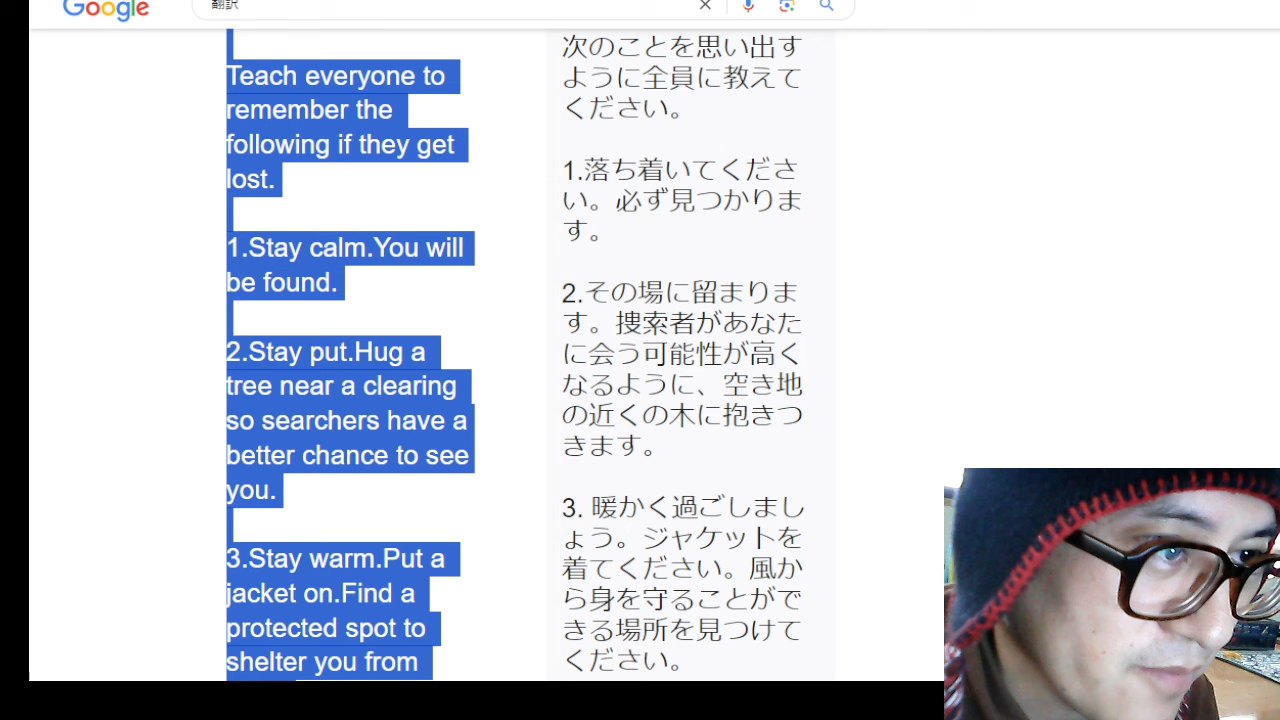 Google
翻訳
Teach everyone to
remember the
following if they get
lost.
1.Stay calm.You will
be found.
2.Stay put.Hug a
tree near a clearing
so searchers have a
better chance to see
you.
3.Stay warm.Put a
jacket on.Find a
protected spot to
shelter you from
次のことを思い出す
ように全員に教えて
ください。
1.落ち着いてくださ
い。必ず見つかりま
す。
2.その場に留まりま
す。捜索者があなた
に会う可能性が高く
なるように、空き地
の近くの木に抱きつ
きます。
3. 暖かく過ごしまし
ょう。ジャケットを
着てください。風か
ら身を守ることがで
きる場所を見つけて
ください。